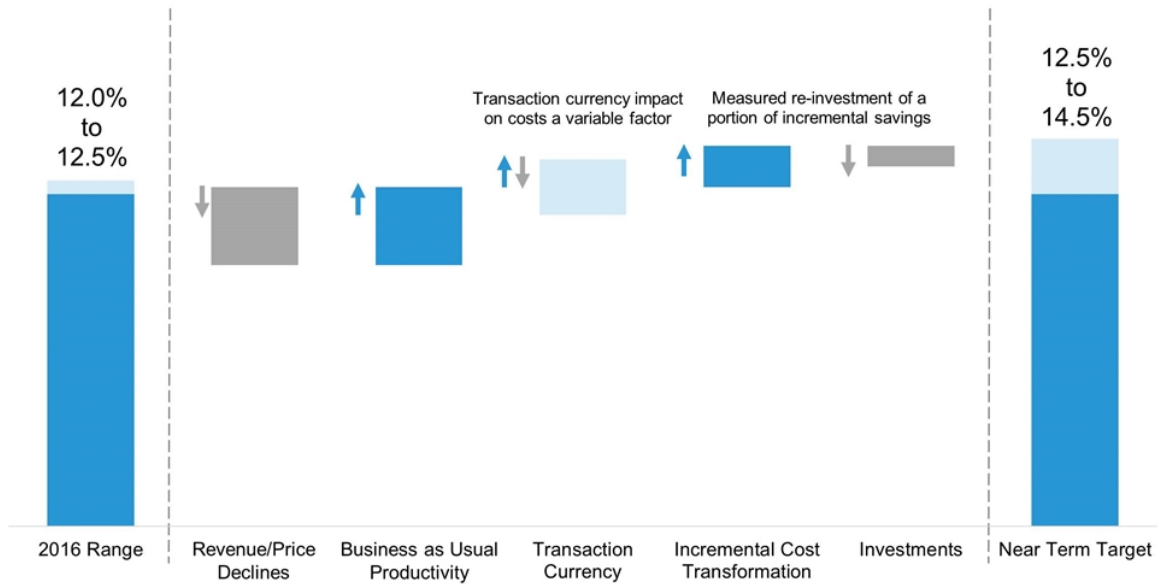 12.0%
to
12.5%
Transaction currency impact
on costs a variable factor
Measured re-investment of a
portion of incremental savings
12.5%
to
14.5%
2016 Range
Revenue/Price
Declines
Business as Usual
Productivity
Transaction
Currency
Incremental Cost
Transformation
Investments
Near Term Target